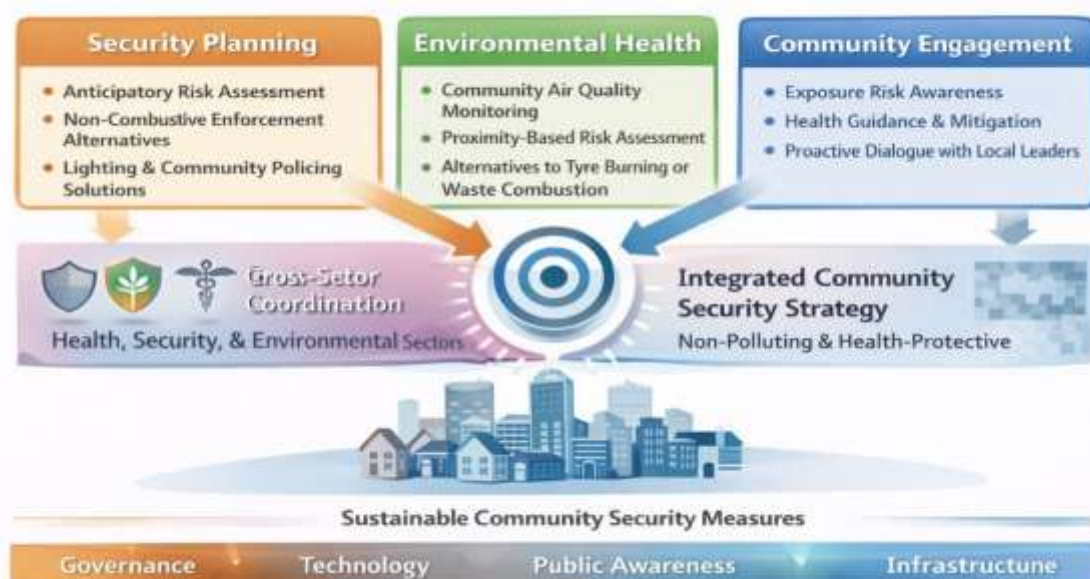 Security Planning
• Anticipatory Risk Assessment
• Non-Combustive Enforcement
Alternatives
• Lighting & Community Policing
Solutions
Environmental Health
• Community Air Quality
Monitoring
• Proximity-Based Risk Assessment
• Alternatives to Tyre Burning or
Waste Combustion
Community Engagement
• Exposure Risk Awareness
• Health Guidance & Mitigation
• Proactive Dialogue with Local Leaders
Gross-Setor
Coordination
Health, Security, & Environmental Sectors
Integrated Community
Security Strategy
Non-Polluting & Health-Protective
Sustainable Community Security Measures
Governance Technology Public Awareness Infrastructune